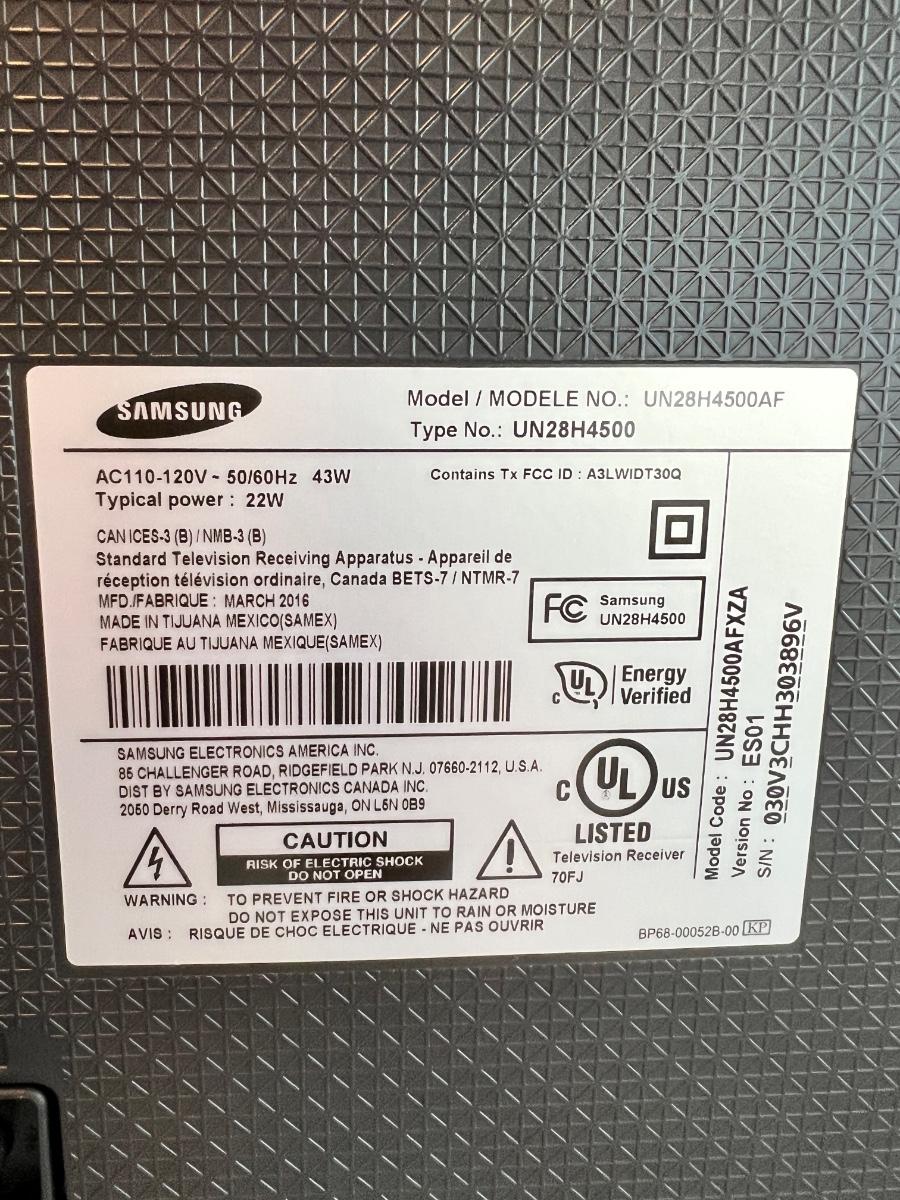 SAMSUNG
Model / MODELE NO.: UN28H4500AF
Type No.: UN28H4500
AC110-120V ~ 50/60Hz 43W
Typical power : 22W
Contains Tx FCC ID : A3LWIDT30Q
CAN ICES-3 (B) / NMB-3 (B)
Standard Television Receiving Apparatus - Appareil de
réception télévision ordinaire, Canada BETS-7 / NTMR-7
MFD./FABRIQUE : MARCH 2016
MADE IN TIJUANA MEXICO(SAMEX)
FABRIQUE AU TIJUANA MEXIQUE(SAMEX)
FC Samsung
UN28H4500
C UL Energy
Verified
SAMSUNG ELECTRONICS AMERICA INC.
85 CHALLENGER ROAD, RIDGEFIELD PARK N.J. 07660-2112, U.S.A.
DIST BY SAMSUNG ELECTRONICS CANADA INC.
2050 Derry Road West, Mississauga, ON L5N 0B9
C UL US
LISTED
Television Receiver
70FJ
CAUTION
RISK OF ELECTRIC SHOCK
DO NOT OPEN
WARNING : TO PREVENT FIRE OR SHOCK HAZARD
DO NOT EXPOSE THIS UNIT TO RAIN OR MOISTURE
AVIS : RISQUE DE CHOC ELECTRIQUE - NE PAS OUVRIR
BP68-00052B-00 KP
Model Code : UN28H4500AFXZA
Version No : ES01
S/N : 030V3CHH303896V